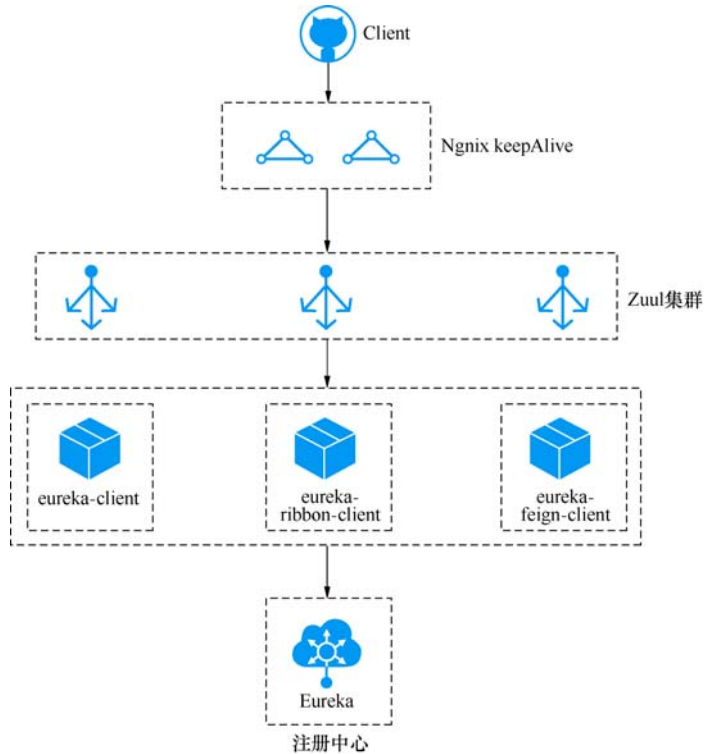 Client
Ngnix keepAlive
Zuul集群
eureka-client
eureka-
ribbon-client
eureka-
feign-client
Eureka
注册中心